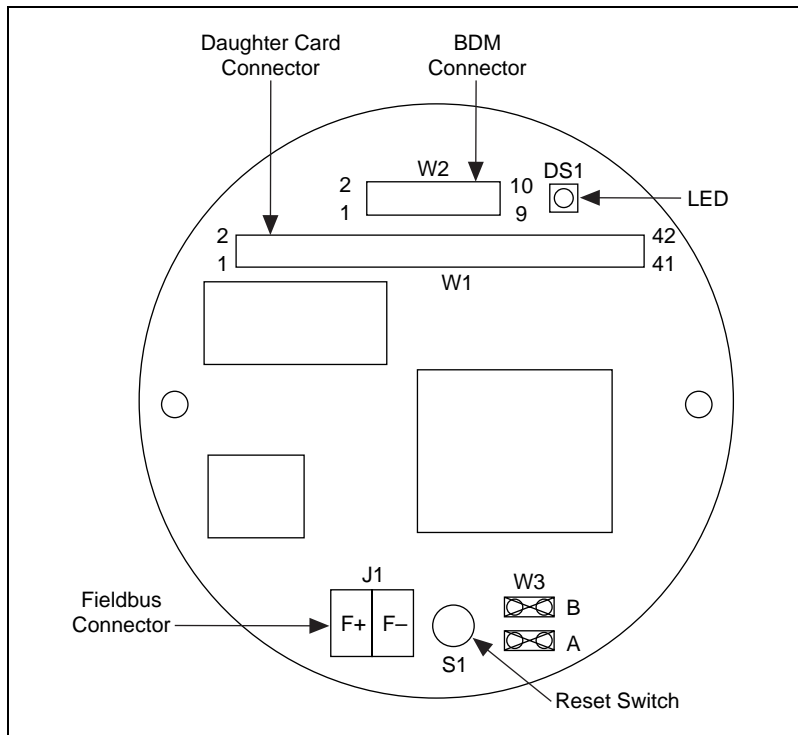 Daughter Card
Connector
BDM
Connector
W2
DS1
2
10
1
9
LED
2
42
1
41
W1
J1
W3
Fieldbus
Connector
F+
F–
B
A
S1
Reset Switch